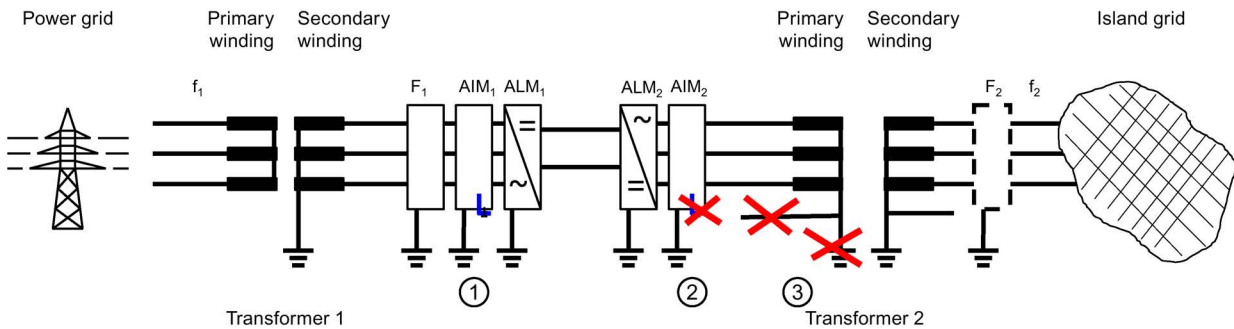 Power grid
Primary
winding
Secondary
winding
Primary
winding
Secondary
winding
Island grid
f1
F1
AIM1
ALM1
ALM2
AIM2
F2
f2
=
~
~
=
1
2
3
Transformer 1
Transformer 2